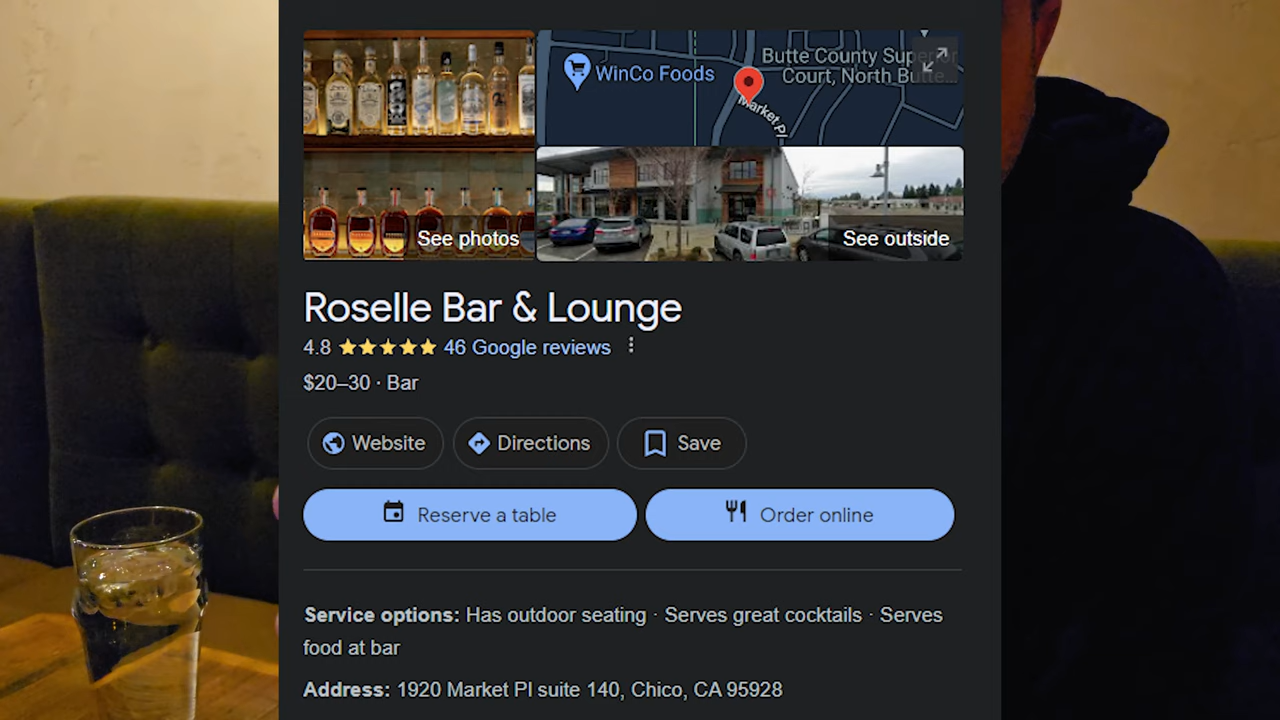 WinCo Foods
Butte County Superior
Court, North Butte...
Market Pl
See photos
See outside
Roselle Bar & Lounge
4.8 46 Google reviews
$20–30 · Bar
Website Directions Save
Reserve a table Order online
Service options: Has outdoor seating · Serves great cocktails · Serves
food at bar
Address: 1920 Market Pl suite 140, Chico, CA 95928